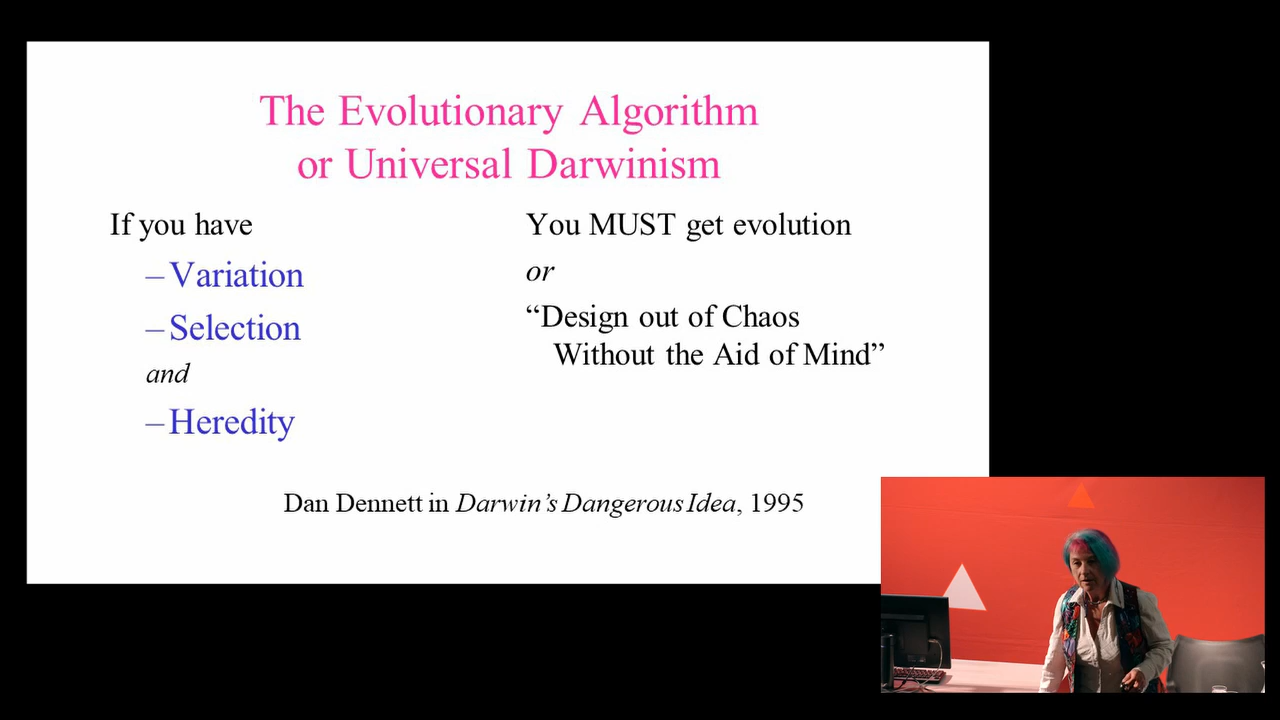 The Evolutionary Algorithm
or Universal Darwinism
If you have
–Variation
–Selection
and
–Heredity
You MUST get evolution
or
“Design out of Chaos
Without the Aid of Mind”
Dan Dennett in Darwin’s Dangerous Idea, 1995